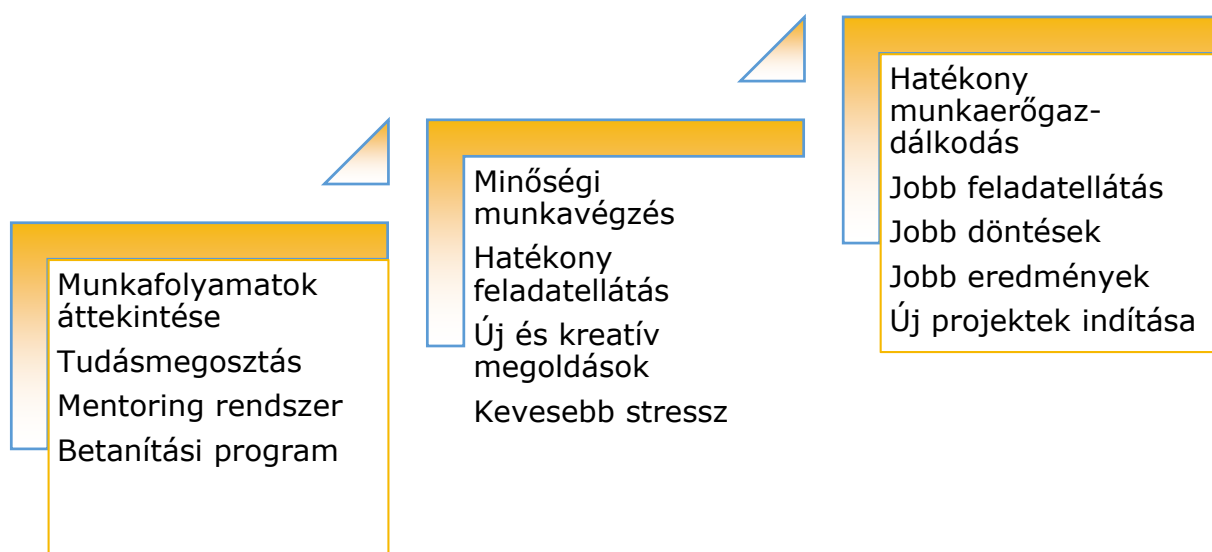 Munkafolyamatok
áttekintése
Tudásmegosztás
Mentoring rendszer
Betanítási program
Minőségi
munkavégzés
Hatékony
feladatellátás
Új és kreatív
megoldások
Kevesebb stressz
Hatékony
munkaerőgaz-
dálkodás
Jobb feladatellátás
Jobb döntések
Jobb eredmények
Új projektek indítása